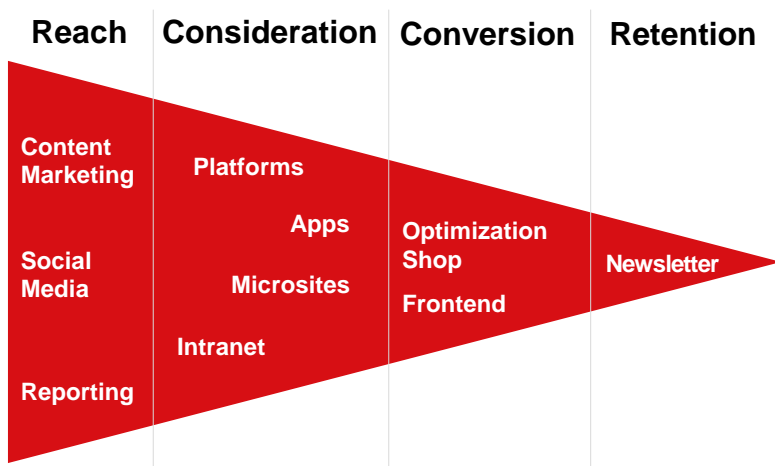 Reach
Consideration
Conversion
Retention
Content
Marketing
Social
Media
Reporting
Platforms
Apps
Microsites
Intranet
Optimization
Shop
Frontend
Newsletter